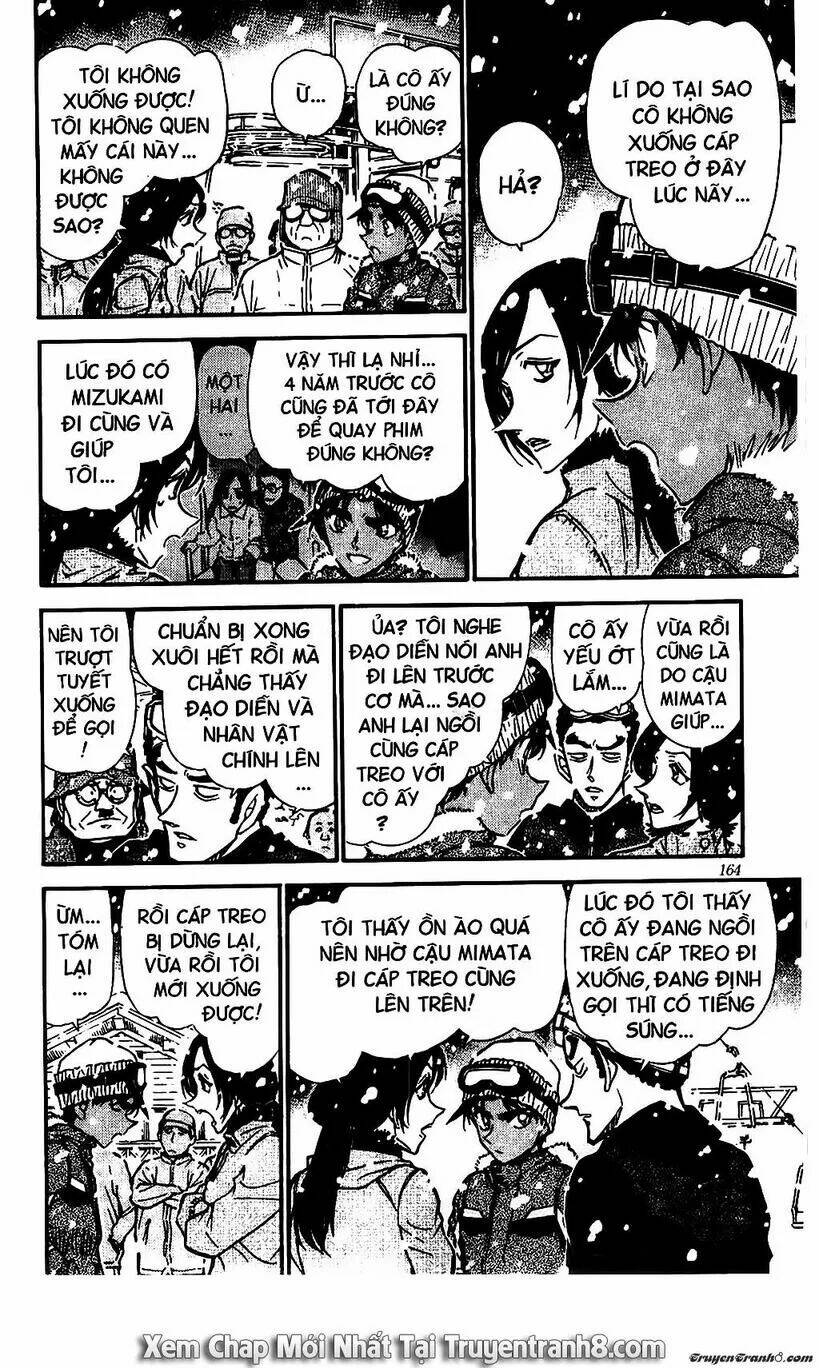 LÍ DO TẠI SAO
CÔ KHÔNG
XUỐNG CÁP
TREO Ở ĐÂY
LÚC NÃY...
HẢ?
LÀ CÔ ẤY
ĐÚNG
KHÔNG?
Ừ...
TÔI KHÔNG
XUỐNG ĐƯỢC!
TÔI KHÔNG QUEN
MẤY CÁI NÀY...
KHÔNG
ĐƯỢC
SAO?
VẬY THÌ LẠ NHỈ...
4 NĂM TRƯỚC CÔ
CŨNG ĐÃ TỚI ĐÂY
ĐỂ QUAY PHIM
ĐÚNG KHÔNG?
MỘT
HAI
...
LÚC ĐÓ CÓ
MIZUKAMI
ĐI CÙNG VÀ
GIÚP
TÔI...
VỪA RỒI
CŨNG LÀ
DO CẬU
MIMATA
GIÚP...
CÔ ẤY
YẾU ỚT
LẮM...
ỦA? TÔI NGHE
ĐẠO DIỄN NÓI ANH
ĐI LÊN TRƯỚC
CƠ MÀ... SAO
ANH LẠI NGỒI
CÙNG CÁP
TREO VỚI
CÔ ẤY
?
CHUẨN BỊ XONG
XUÔI HẾT RỒI MÀ
CHẲNG THẤY
ĐẠO DIỄN VÀ
NHÂN VẬT
CHÍNH LÊN
...
NÊN TÔI
TRƯỢT
TUYẾT
XUỐNG
ĐỂ GỌI
!
164
LÚC ĐÓ TÔI THẤY
CÔ ẤY ĐANG NGỒI
TRÊN CÁP TREO ĐI
XUỐNG, ĐANG ĐỊNH
GỌI THÌ CÓ TIẾNG
SÚNG...
TÔI THẤY ỒN ÀO QUÁ
NÊN NHỜ CẬU MIMATA
ĐI CÁP TREO CÙNG
LÊN TRÊN!
RỒI CÁP TREO
BỊ DỪNG LẠI,
VỪA RỒI TÔI
MỚI XUỐNG
ĐƯỢC!
ỪM...
TÓM
LẠI
...
Xem Chap Mới Nhất Tại Truyentranh8.com
TruyenTranh8.com